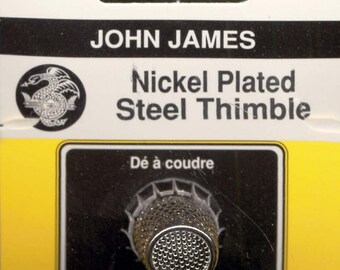 JOHN JAMES
Nickel Plated
Steel Thimble
Dé à coudre